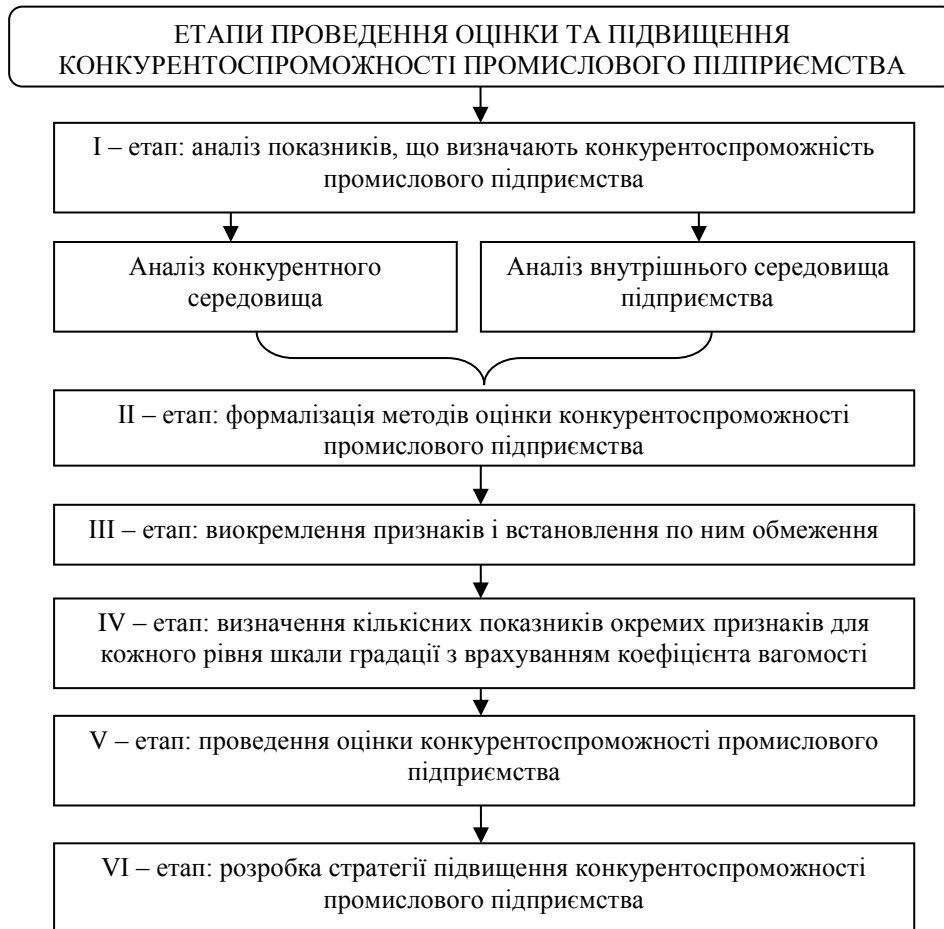 ЕТАПИ ПРОВЕДЕННЯ ОЦІНКИ ТА ПІДВИЩЕННЯ
КОНКУРЕНТОСПРОМОЖНОСТІ ПРОМИСЛОВОГО ПІДПРИЄМСТВА
I – етап: аналіз показників, що визначають конкурентоспроможність
промислового підприємства
Аналіз конкурентного
середовища
Аналіз внутрішнього середовища
підприємства
II – етап: формалізація методів оцінки конкурентоспроможності
промислового підприємства
III – етап: виокремлення признаків і встановлення по ним обмеження
IV – етап: визначення кількісних показників окремих признаків для
кожного рівня шкали градації з врахуванням коефіцієнта вагомості
V – етап: проведення оцінки конкурентоспроможності промислового
підприємства
VI – етап: розробка стратегії підвищення конкурентоспроможності
промислового підприємства